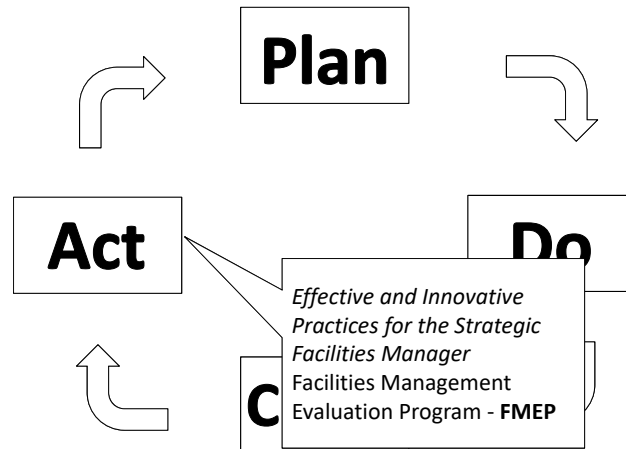 Plan
Act
Do
Effective and Innovative
Practices for the Strategic
Facilities Manager
Facilities Management
Evaluation Program - FMEP
C